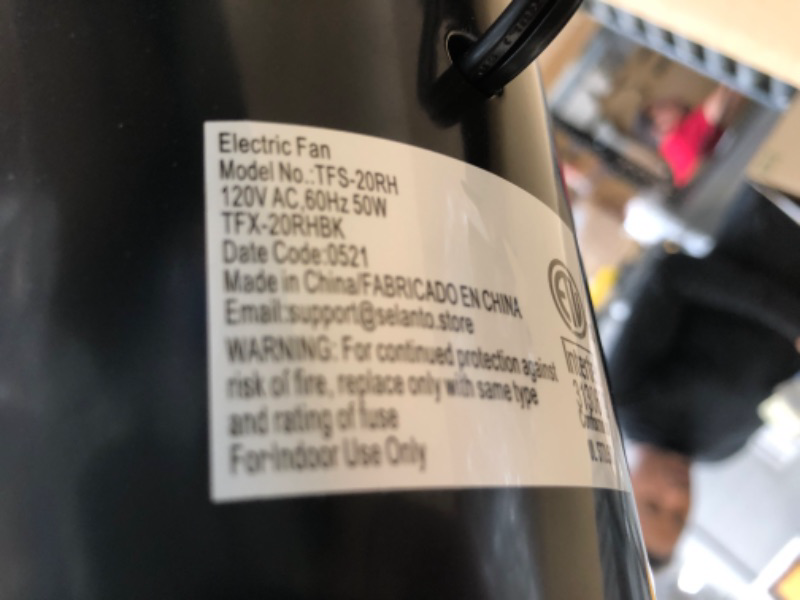 Electric Fan
Model No.:TFS-20RH
120V AC,60Hz 50W
TFX-20RHBK
Date Code:0521
Made in China/FABRICADO EN CHINA
Email:support@selanto.store
WARNING: For continued protection against
risk of fire, replace only with same type
and rating of fuse
For Indoor Use Only